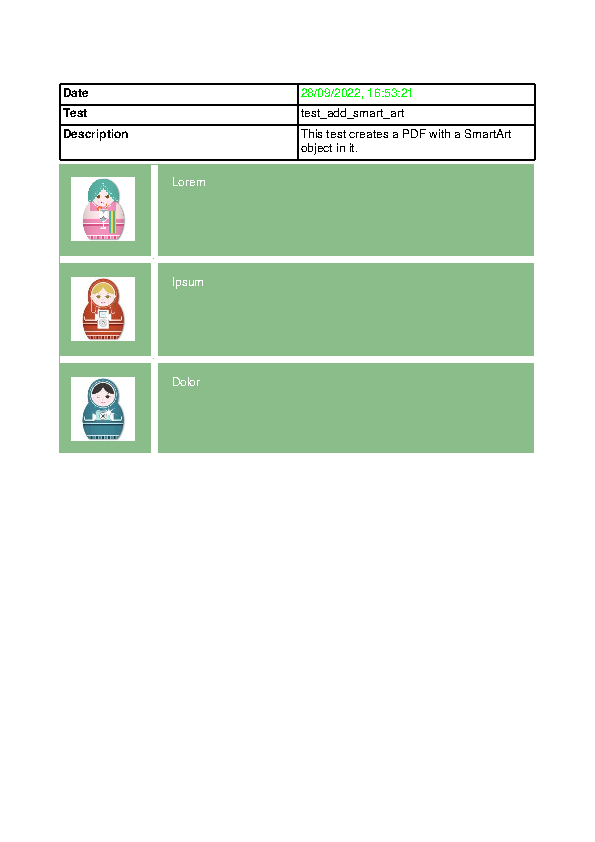 Date 28/09/2022, 16:53:21
Test test_add_smart_art
Description This test creates a PDF with a SmartArt
object in it.
Lorem
Ipsum
Dolor